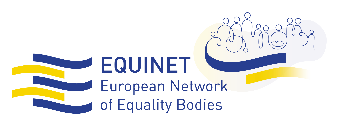 EQUINET
European Network
of Equality Bodies